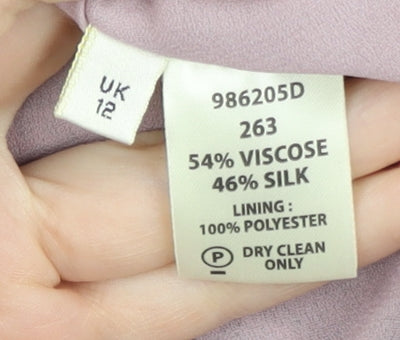 UK
12
986205D
263
54% VISCOSE
46% SILK
LINING :
100% POLYESTER
P DRY CLEAN
ONLY